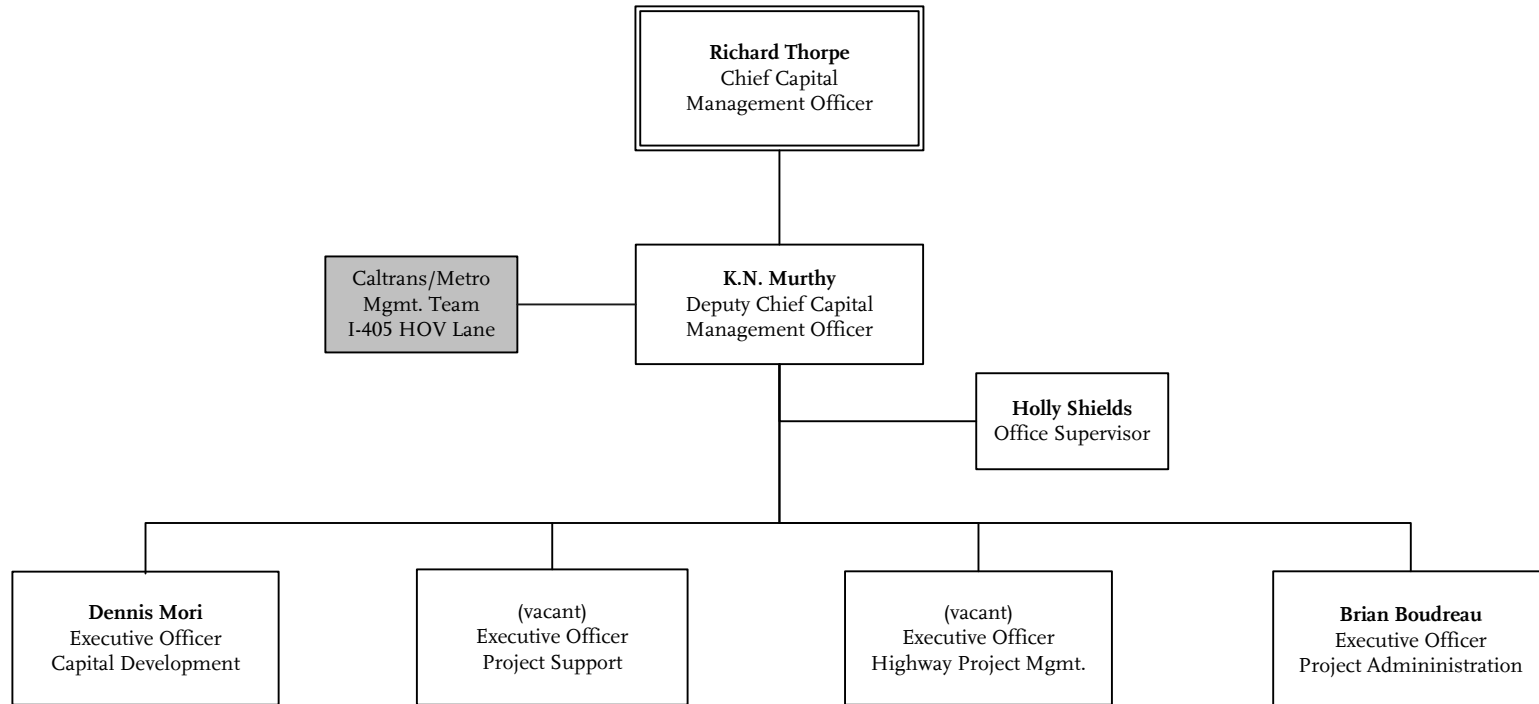 Richard Thorpe
Chief Capital
Management Officer
Caltrans/Metro
Mgmt. Team
I-405 HOV Lane
K.N. Murthy
Deputy Chief Capital
Management Officer
Holly Shields
Office Supervisor
Dennis Mori
Executive Officer
Capital Development
(vacant)
Executive Officer
Project Support
(vacant)
Executive Officer
Highway Project Mgmt.
Brian Boudreau
Executive Officer
Project Admininistration